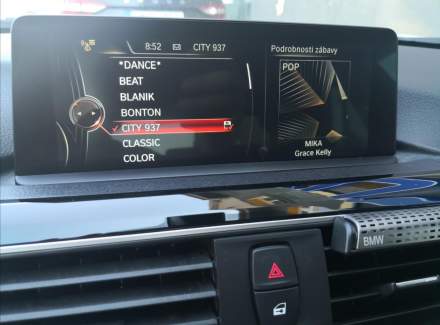 8:52 CITY 937
*DANCE*
BEAT
BLANIK
BONTON
CITY 937
CLASSIC
COLOR
Podrobnosti zábavy
POP
MIKA
Grace Kelly
BMW